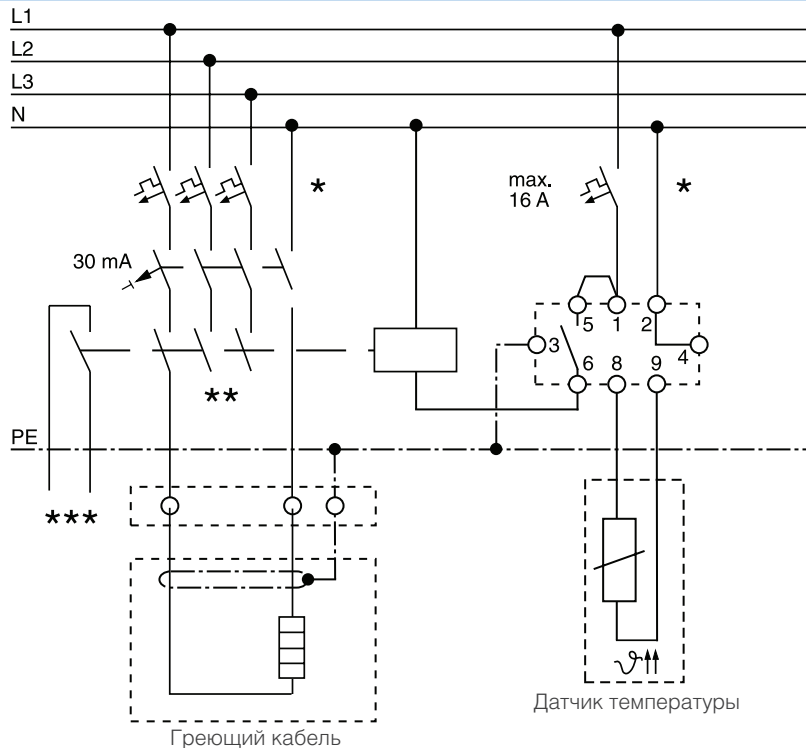 L1
L2
L3
N
*
max.
16 A
*
30 mA
5 1 2
3
4
6 8 9
**
PE
***
ϑ
Датчик температуры
Греющий кабель